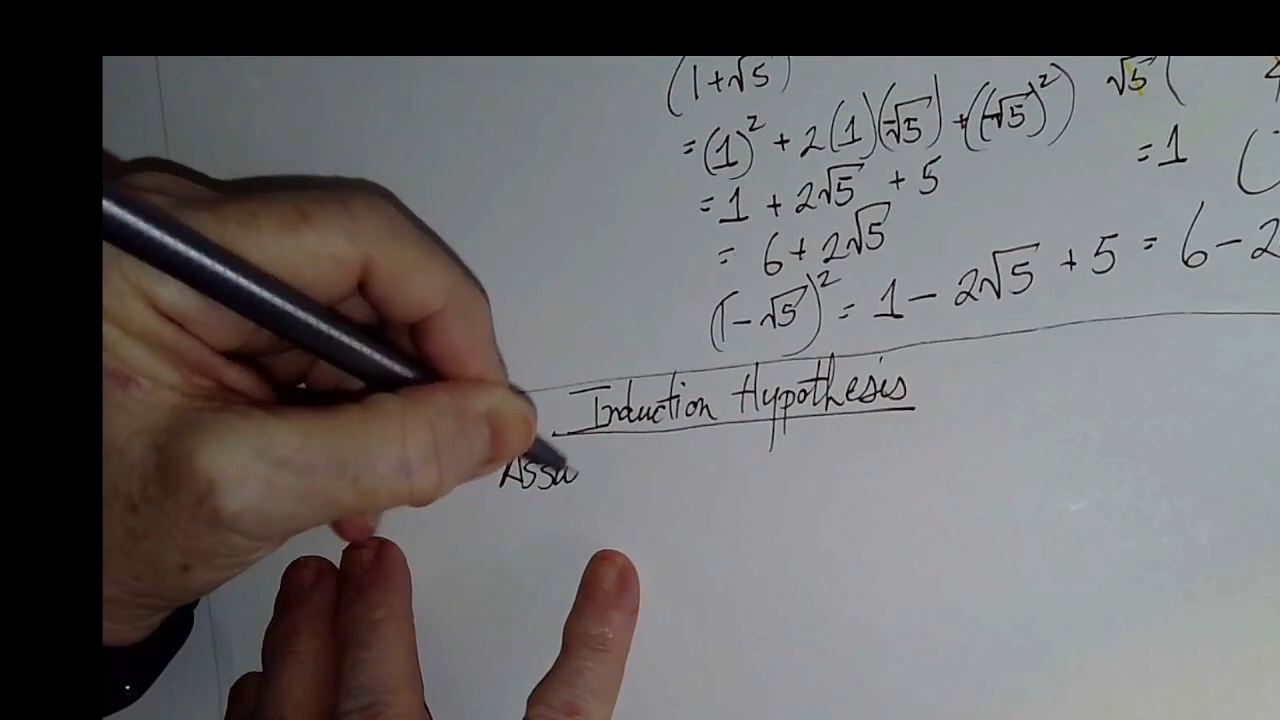 (1+√5)
= (1)² + 2(1)(√5) + (√5)²)
= 1 + 2√5 + 5
= 6 + 2√5
(1-√5)² = 1 - 2√5 + 5 = 6 - 2
√5 (
= 1 (
Induction Hypothesis
Assu